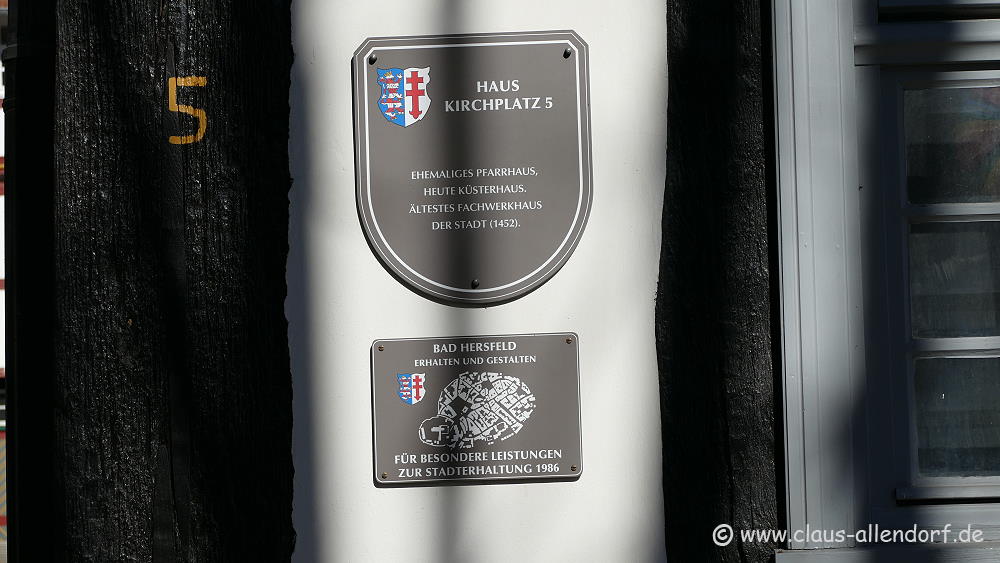 5
HAUS
KIRCHPLATZ 5
EHEMALIGES PFARRHAUS,
HEUTE KÜSTERHAUS.
ÄLTESTES FACHWERKHAUS
DER STADT (1452).
BAD HERSFELD
ERHALTEN UND GESTALTEN
FÜR BESONDERE LEISTUNGEN
ZUR STADTERHALTUNG 1986
© www.claus-allendorf.de